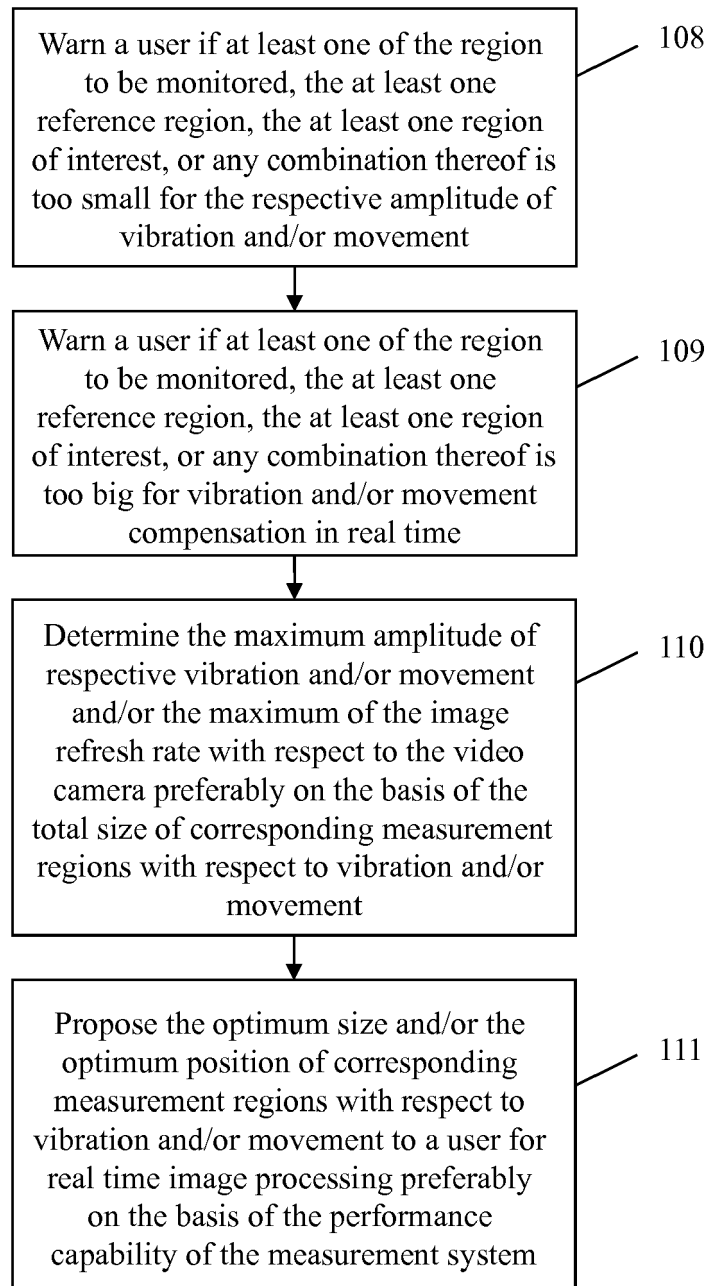 Warn a user if at least one of the region
to be monitored, the at least one
reference region, the at least one region
of interest, or any combination thereof is
too small for the respective amplitude of
vibration and/or movement
108
Warn a user if at least one of the region
to be monitored, the at least one
reference region, the at least one region
of interest, or any combination thereof is
too big for vibration and/or movement
compensation in real time
109
Determine the maximum amplitude of
respective vibration and/or movement
and/or the maximum of the image
refresh rate with respect to the video
camera preferably on the basis of the
total size of corresponding measurement
regions with respect to vibration and/or
movement
110
Propose the optimum size and/or the
optimum position of corresponding
measurement regions with respect to
vibration and/or movement to a user for
real time image processing preferably
on the basis of the performance
capability of the measurement system
111